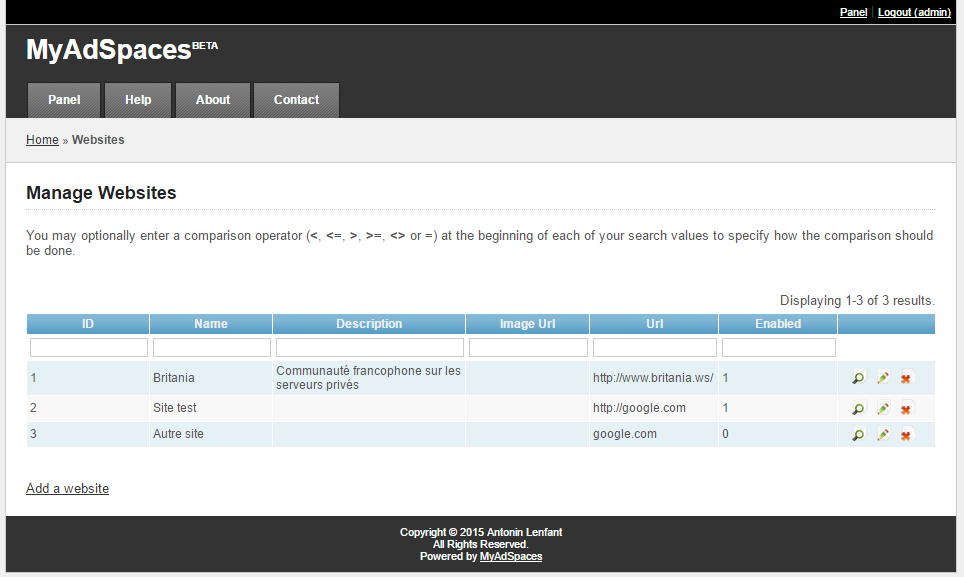 Panel Logout (admin)
MyAdSpaces BETA
Panel Help About Contact
Home » Websites
Manage Websites
You may optionally enter a comparison operator (<, <=, >, >=, <> or =) at the beginning of each of your search values to specify how the comparison should
be done.
Displaying 1-3 of 3 results.
ID Name Description Image Url Url Enabled
1 Britania Communauté francophone sur les serveurs privés http://www.britania.ws/ 1
2 Site test http://google.com 1
3 Autre site google.com 0
Add a website
Copyright © 2015 Antonin Lenfant
All Rights Reserved.
Powered by MyAdSpaces